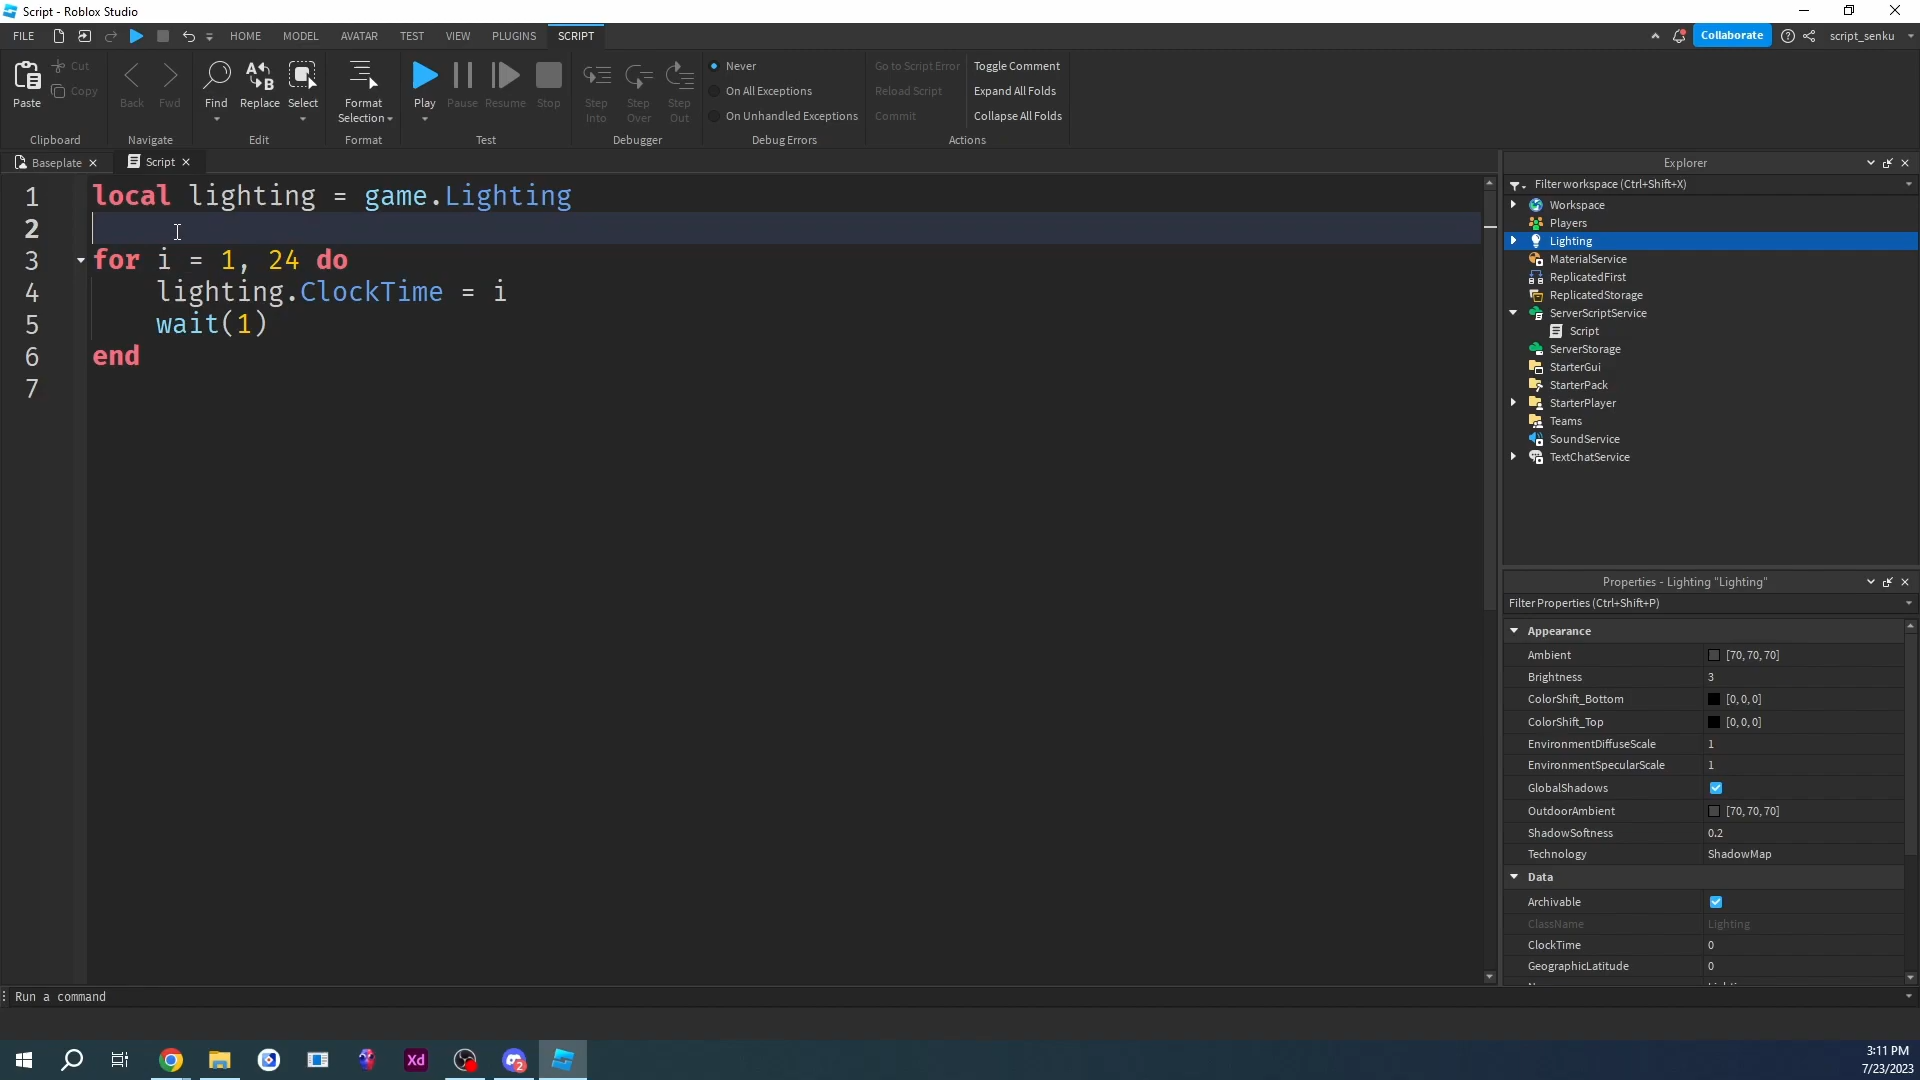 Script - Roblox Studio
FILE HOME MODEL AVATAR TEST VIEW PLUGINS SCRIPT Collaborate script_senku
Paste Cut Copy Back Fwd Find Replace Select Format Selection Play Pause Resume Stop Step Into Step Over Step Out
Never
On All Exceptions
On Unhandled Exceptions
Go to Script Error
Reload Script
Commit
Toggle Comment
Expand All Folds
Collapse All Folds
Clipboard Navigate Edit Format Test Debugger Debug Errors Actions
Baseplate Script
1 local lighting = game.Lighting
2
3 for i = 1, 24 do
4 lighting.ClockTime = i
5 wait(1)
6 end
7
Explorer
Filter workspace (Ctrl+Shift+X)
Workspace
Players
Lighting
MaterialService
ReplicatedFirst
ReplicatedStorage
ServerScriptService
Script
ServerStorage
StarterGui
StarterPack
StarterPlayer
Teams
SoundService
TextChatService
Properties - Lighting "Lighting"
Filter Properties (Ctrl+Shift+P)
Appearance
Ambient [70, 70, 70]
Brightness 3
ColorShift_Bottom [0, 0, 0]
ColorShift_Top [0, 0, 0]
EnvironmentDiffuseScale 1
EnvironmentSpecularScale 1
GlobalShadows
OutdoorAmbient [70, 70, 70]
ShadowSoftness 0.2
Technology ShadowMap
Data
Archivable
ClassName Lighting
ClockTime 0
GeographicLatitude 0
Run a command
Xd
2
3:11 PM
7/23/2023